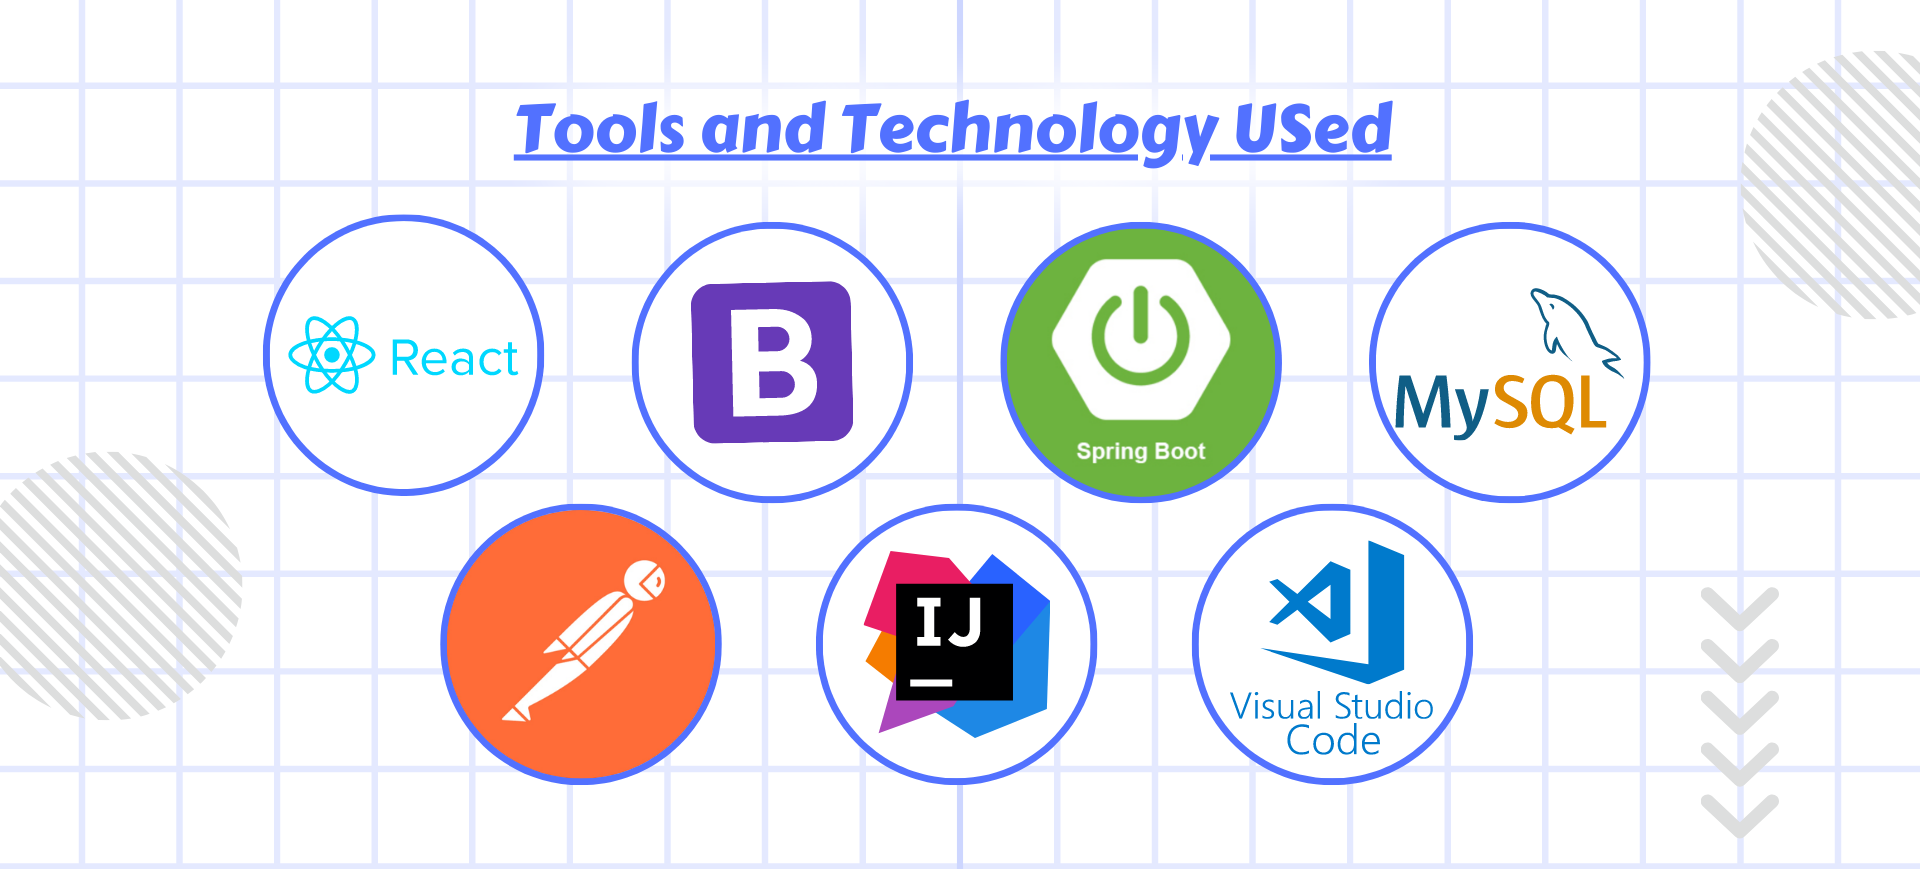 Tools and Technology USed
React
B
Spring Boot
MySQL
IJ
Visual Studio
Code